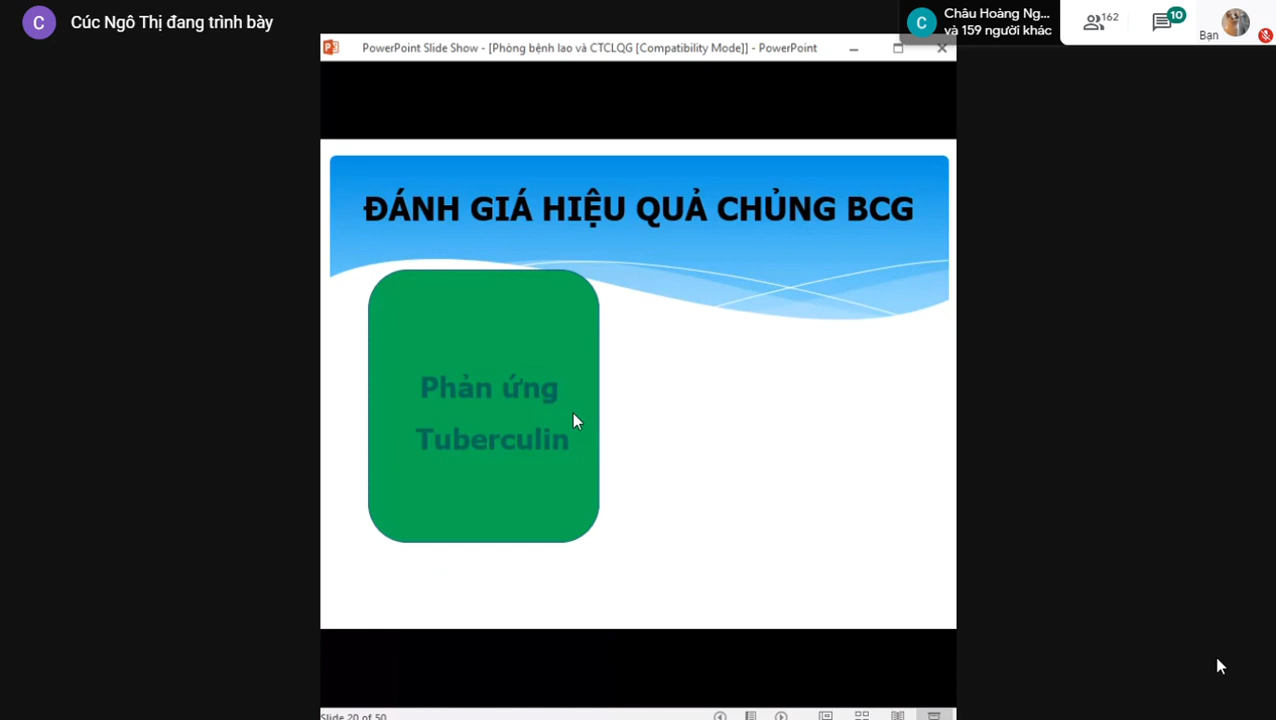 C Cúc Ngô Thị đang trình bày
C Châu Hoàng Ng...
và 159 người khác
162
10
Bạn
PowerPoint Slide Show - [Phòng bệnh lao và CTCLQG [Compatibility Mode]] - PowerPoint
ĐÁNH GIÁ HIỆU QUẢ CHỦNG BCG
Phản ứng
Tuberculin
Slide 20 of 50